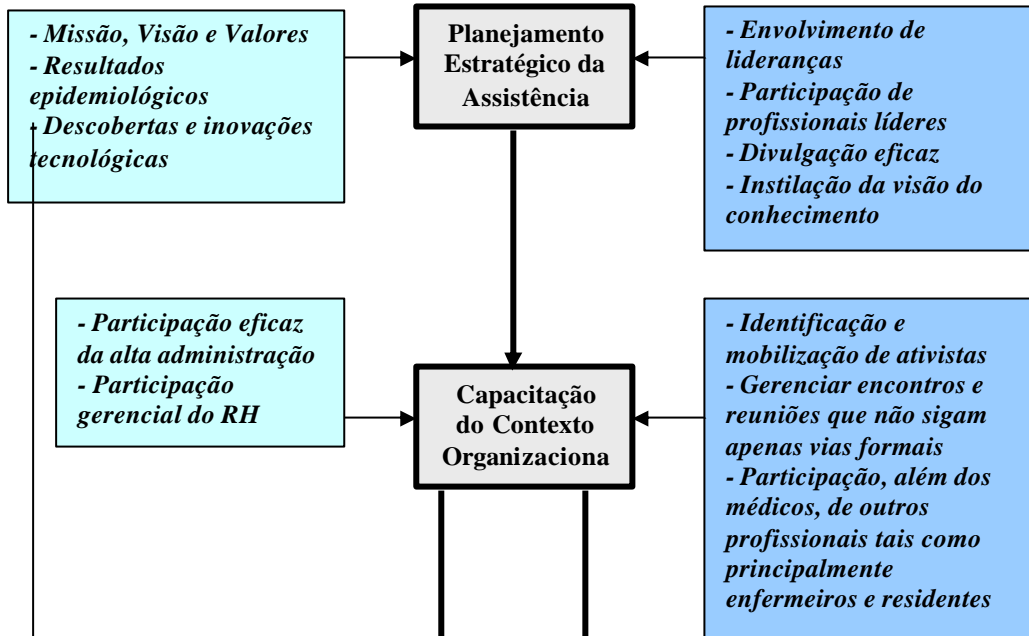 - Missão, Visão e Valores
- Resultados
epidemiológicos
- Descobertas e inovações
tecnológicas
Planejamento
Estratégico da
Assistência
- Envolvimento de
lideranças
- Participação de
profissionais líderes
- Divulgação eficaz
- Instilação da visão do
conhecimento
- Participação eficaz
da alta administração
- Participação
gerencial do RH
Capacitação
do Contexto
Organizaciona
- Identificação e
mobilização de ativistas
- Gerenciar encontros e
reuniões que não sigam
apenas vias formais
- Participação, além dos
médicos, de outros
profissionais tais como
principalmente
enfermeiros e residentes